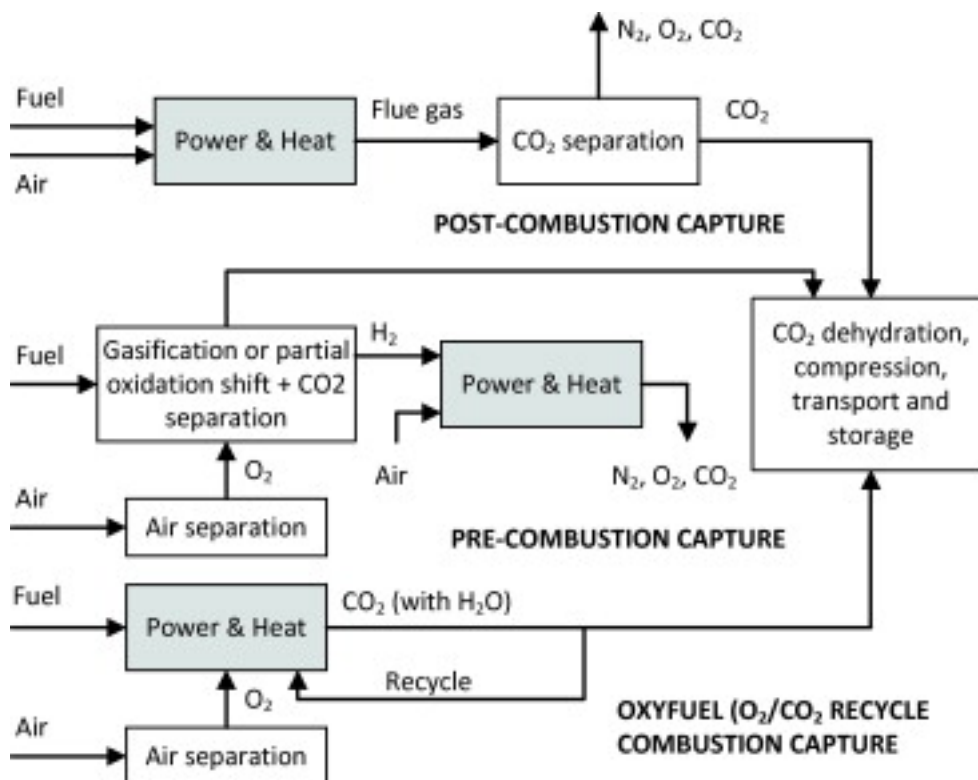 N₂, O₂, CO₂
Fuel
Flue gas
CO₂
Power & Heat
CO₂ separation
Air
POST-COMBUSTION CAPTURE
H₂
Fuel
Gasification or partial
oxidation shift + CO2
separation
Power & Heat
CO₂ dehydration,
compression,
transport and
storage
O₂
Air
N₂, O₂, CO₂
Air
Air separation
PRE-COMBUSTION CAPTURE
Fuel
CO₂ (with H₂O)
Power & Heat
Recycle
O₂
OXYFUEL (O₂/CO₂ RECYCLE
COMBUSTION CAPTURE
Air
Air separation